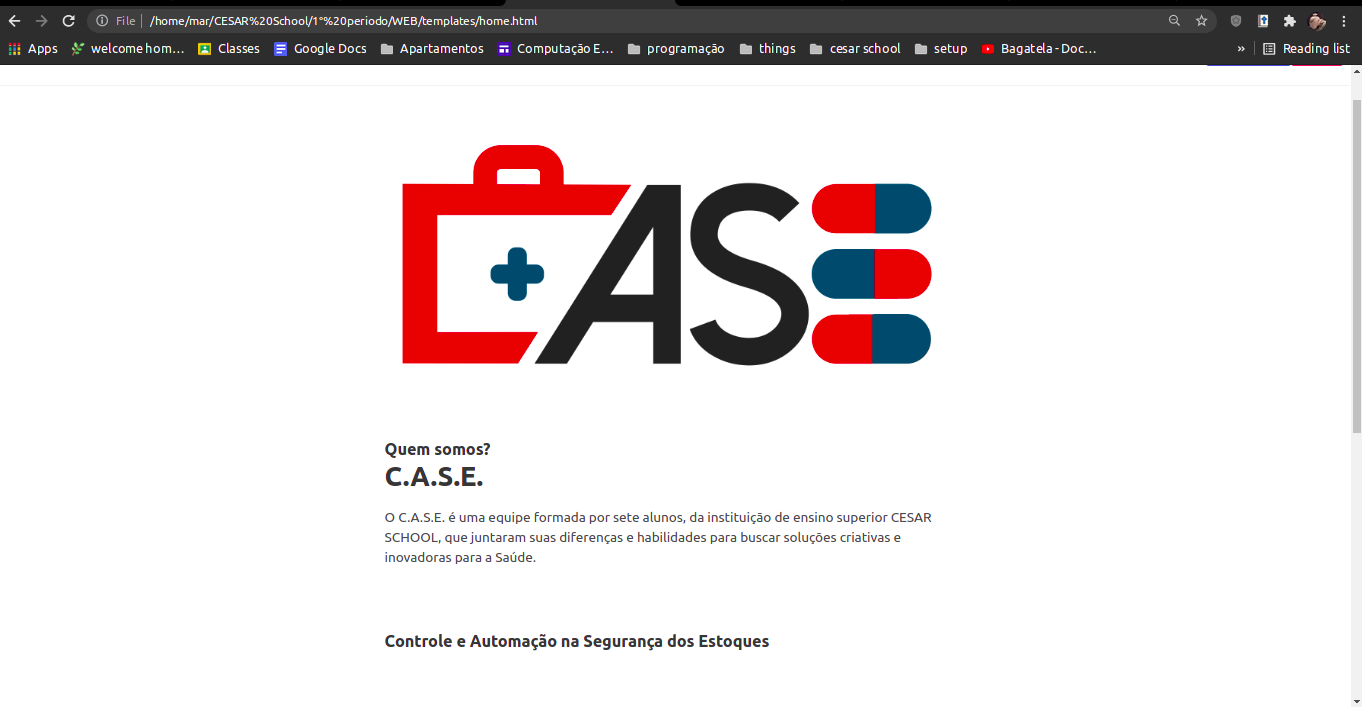 File | /home/mar/CESAR%20School/1°%20periodo/WEB/templates/home.html
Apps welcome hom... Classes Google Docs Apartamentos Computação E... programação things cesar school setup Bagatela - Doc... » Reading list
CASE
Quem somos?
C.A.S.E.
O C.A.S.E. é uma equipe formada por sete alunos, da instituição de ensino superior CESAR
SCHOOL, que juntaram suas diferenças e habilidades para buscar soluções criativas e
inovadoras para a Saúde.
Controle e Automação na Segurança dos Estoques